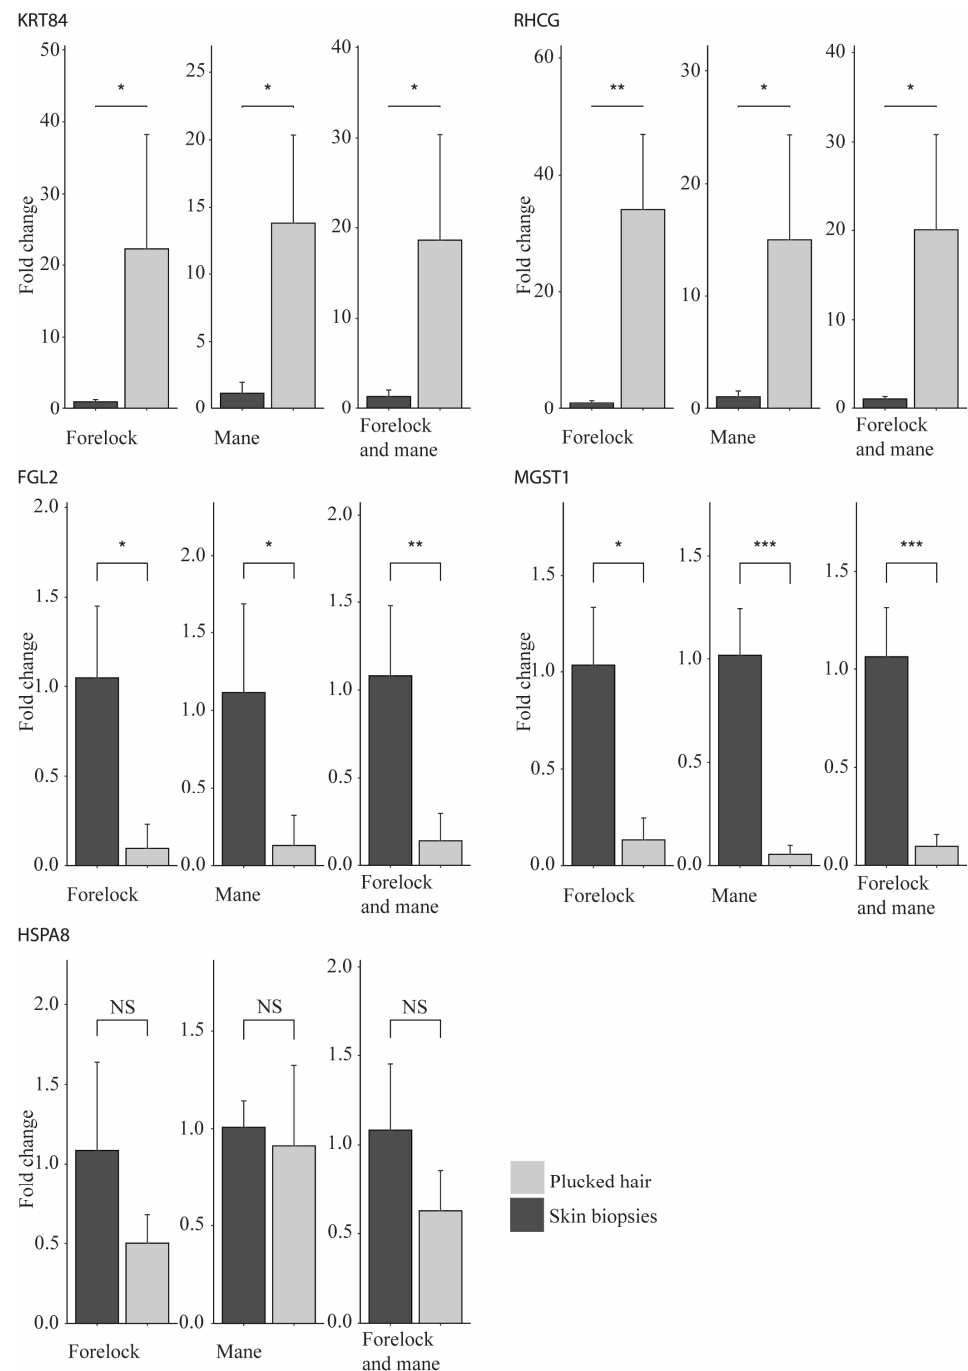 KRT84
Fold change
50
40
30
20
10
0
*
Forelock
25
20
15
10
5
0
*
Mane
40
30
20
10
0
*
Forelock
and mane
RHCG
Fold change
60
40
20
0
**
Forelock
30
20
10
0
*
Mane
40
30
20
10
0
*
Forelock
and mane
FGL2
Fold change
2.0
1.5
1.0
0.5
0.0
*
Forelock
2.0
1.5
1.0
0.5
0.0
*
Mane
2.0
1.5
1.0
0.5
0.0
**
Forelock
and mane
MGST1
Fold change
1.5
1.0
0.5
0.0
*
Forelock
1.5
1.0
0.5
0.0
***
Mane
1.5
1.0
0.5
0.0
***
Forelock
and mane
HSPA8
Fold change
2.0
1.5
1.0
0.5
0.0
NS
Forelock
1.5
1.0
0.5
0.0
NS
Mane
2.0
1.5
1.0
0.5
0.0
NS
Forelock
and mane
Plucked hair
Skin biopsies